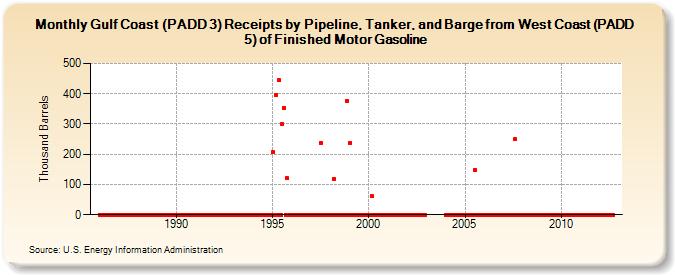 Monthly Gulf Coast (PADD 3) Receipts by Pipeline, Tanker, and Barge from West Coast (PADD
5) of Finished Motor Gasoline
Thousand Barrels
500
400
300
200
100
0
1990 1995 2000 2005 2010
Source: U.S. Energy Information Administration